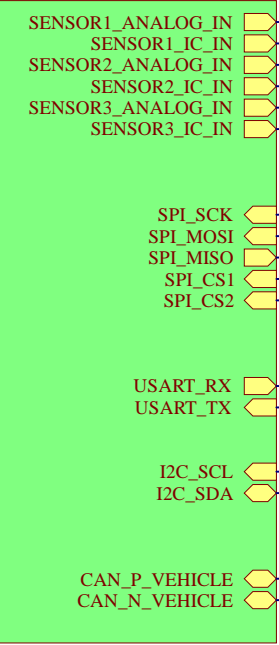 SENSOR1_ANALOG_IN
SENSOR1_IC_IN
SENSOR2_ANALOG_IN
SENSOR2_IC_IN
SENSOR3_ANALOG_IN
SENSOR3_IC_IN
SPI_SCK
SPI_MOSI
SPI_MISO
SPI_CS1
SPI_CS2
USART_RX
USART_TX
I2C_SCL
I2C_SDA
CAN_P_VEHICLE
CAN_N_VEHICLE